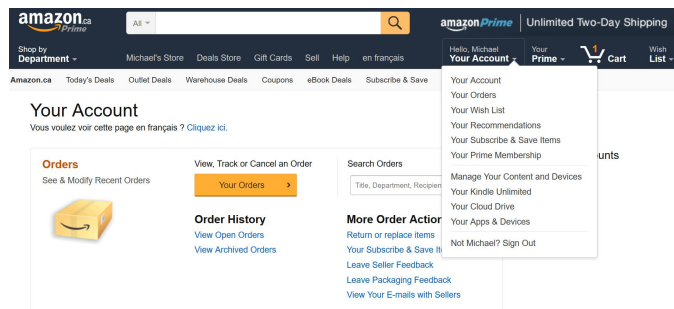 amazon.ca
Prime
All
amazonPrime Unlimited Two-Day Shipping
Shop by
Department
Michael's Store Deals Store Gift Cards Sell Help en français
Hello, Michael
Your Account
Your
Prime
1
Cart
Wish
List
Amazon.ca Today's Deals Outlet Deals Warehouse Deals Coupons eBook Deals Subscribe & Save
Your Account
Your Orders
Your Wish List
Your Recommendations
Your Subscribe & Save Items
Your Prime Membership
Manage Your Content and Devices
Your Kindle Unlimited
Your Cloud Drive
Your Apps & Devices
Not Michael? Sign Out
Your Account
Vous voulez voir cette page en français ? Cliquez ici.
unts
Orders
See & Modify Recent Orders
View, Track or Cancel an Order
Your Orders
Search Orders
Title, Department, Recipien
Order History
View Open Orders
View Archived Orders
More Order Action
Return or replace items
Your Subscribe & Save It
Leave Seller Feedback
Leave Packaging Feedback
View Your E-mails with Sellers